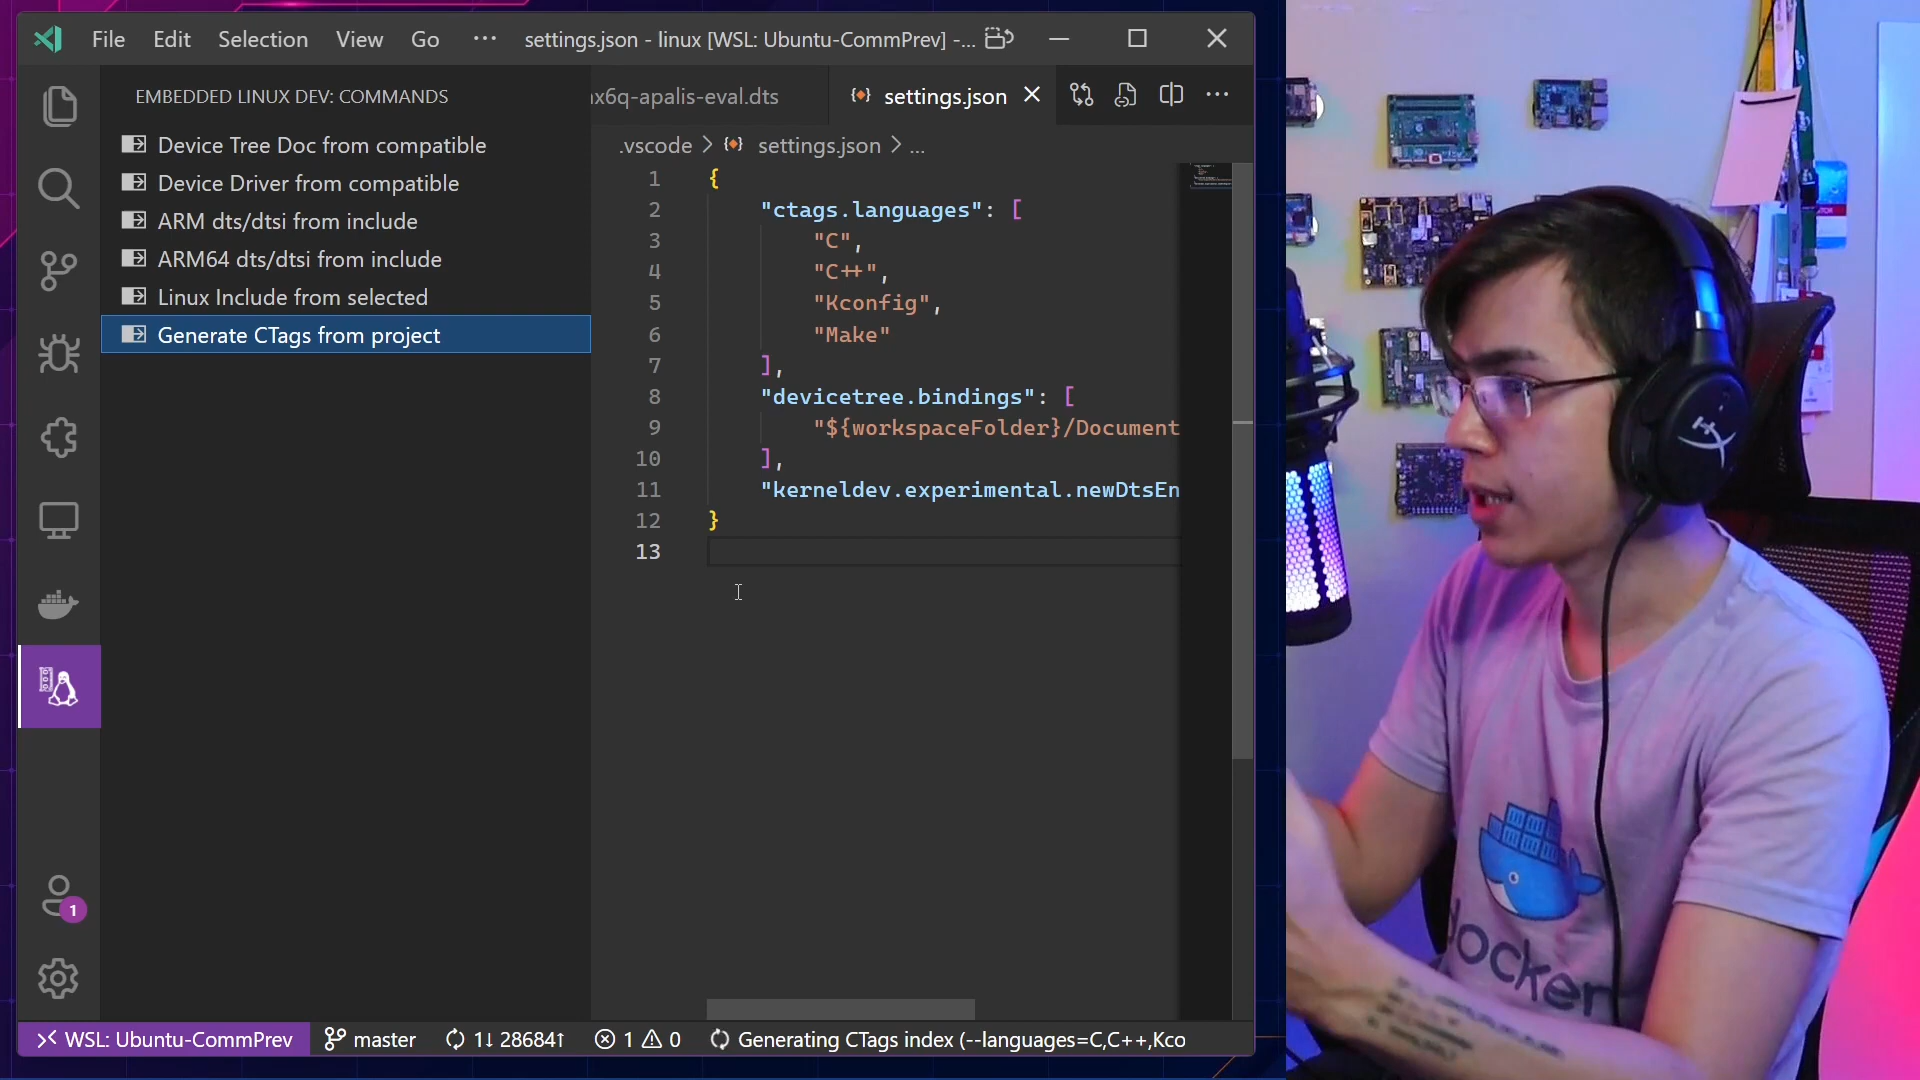 File Edit Selection View Go ··· settings.json - linux [WSL: Ubuntu-CommPrev] -...
EMBEDDED LINUX DEV: COMMANDS
Device Tree Doc from compatible
Device Driver from compatible
ARM dts/dtsi from include
ARM64 dts/dtsi from include
Linux Include from selected
Generate CTags from project
x6q-apalis-eval.dts
settings.json
.vscode > settings.json > ...
1 {
2 "ctags.languages": [
3 "C",
4 "C++",
5 "Kconfig",
6 "Make"
7 ],
8 "devicetree.bindings": [
9 "${workspaceFolder}/Document
10 ],
11 "kerneldev.experimental.newDtsEn
12 }
13
1
WSL: Ubuntu-CommPrev master 1↓ 28684↑ 1 0 Generating CTags index (--languages=C,C++,Kco
docker